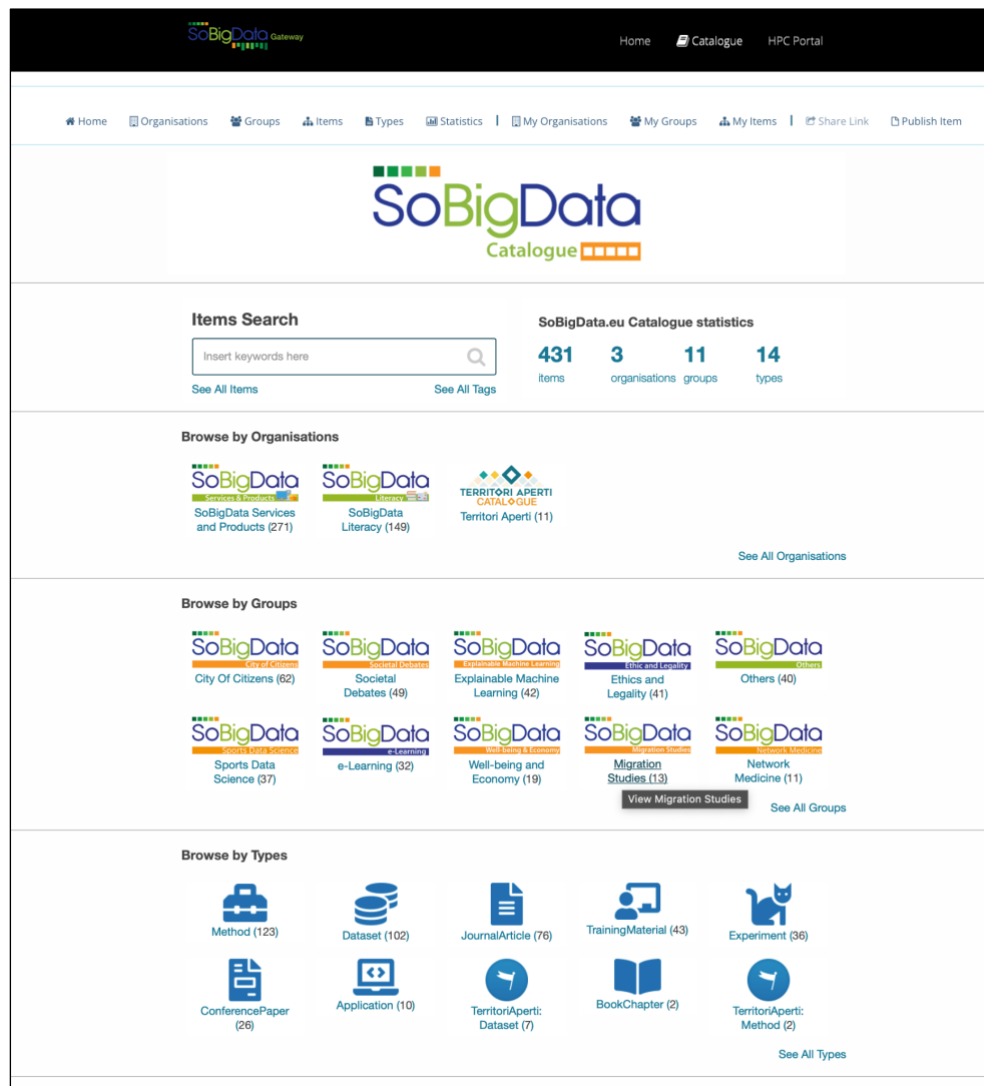 SoBigData Gateway
Home Catalogue HPC Portal
Home Organisations Groups Items Types Statistics | My Organisations My Groups My Items | Share Link Publish Item
SoBigData
Catalogue
Items Search
Insert keywords here
See All Items See All Tags
SoBigData.eu Catalogue statistics
431 3 11 14
items organisations groups types
Browse by Organisations
SoBigData SoBigData TERRITORI APERTI
Services & Products Literacy CATALOGUE
SoBigData Services SoBigData Territori Aperti (11)
and Products (271) Literacy (149)
See All Organisations
Browse by Groups
SoBigData SoBigData SoBigData SoBigData SoBigData
City of Citizens Societal Debates Explainable Machine Learning Ethic and Legality Others
City Of Citizens (62) Societal Explainable Machine Ethics and Others (40)
Debates (49) Learning (42) Legality (41)
SoBigData SoBigData SoBigData SoBigData SoBigData
Sports Data Science e-Learning Well-being & Economy Migration Studies Network Medicine
Sports Data e-Learning (32) Well-being and Migration Network
Science (37) Economy (19) Studies (13) Medicine (11)
View Migration Studies
See All Groups
Browse by Types
Method (123) Dataset (102) JournalArticle (76) TrainingMaterial (43) Experiment (36)
ConferencePaper Application (10) TerritoriAperti: BookChapter (2) TerritoriAperti:
(26) Dataset (7) Method (2)
See All Types